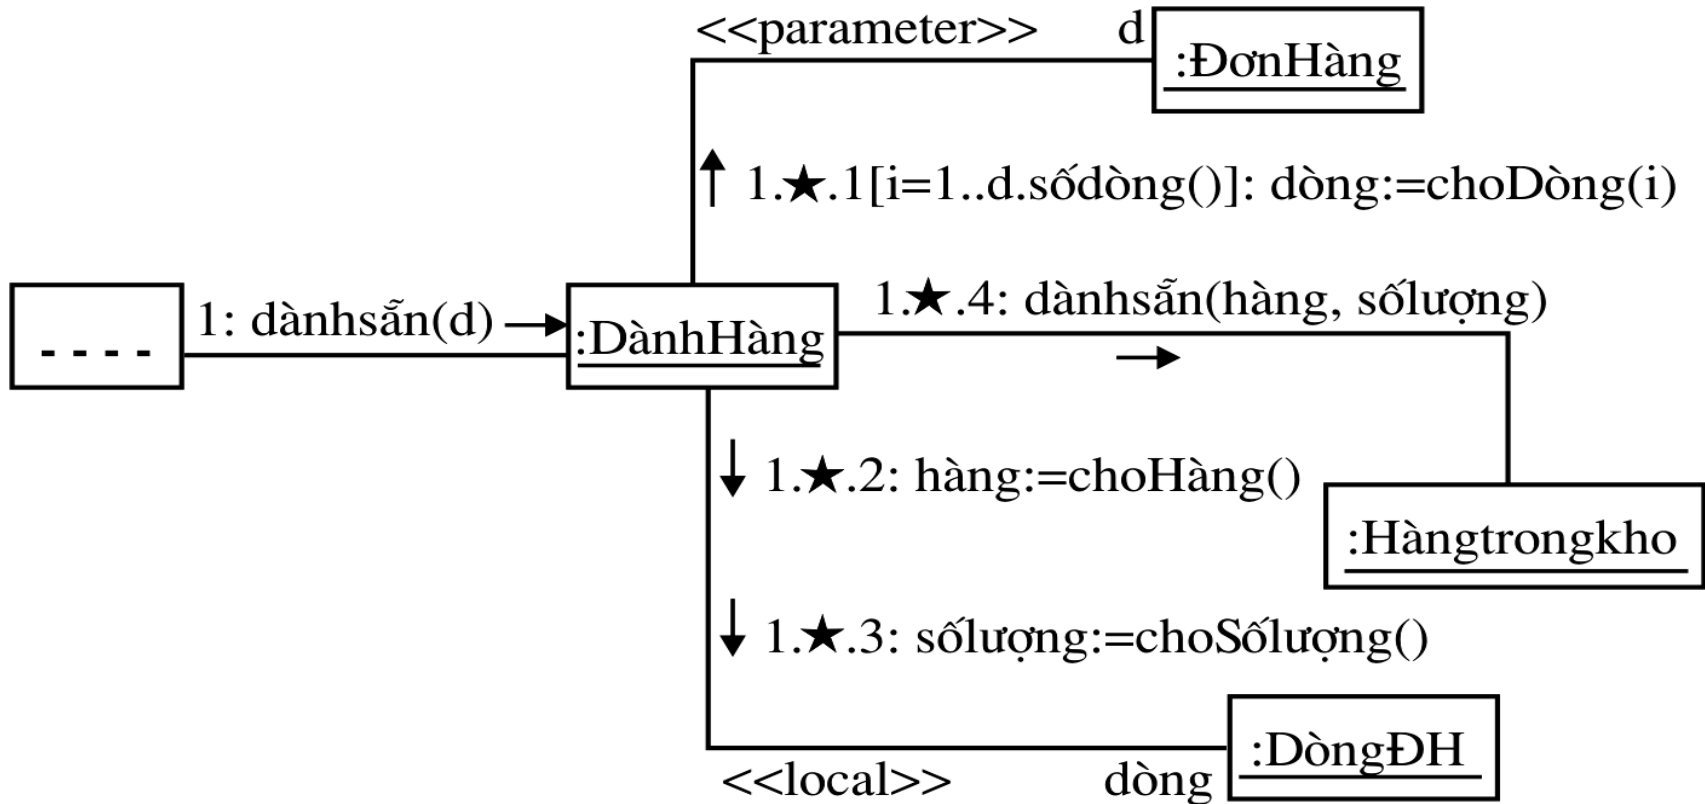 <<parameter>> d
:ĐơnHàng
1.★.1[i=1..d.sốdòng()]: dòng:=choDòng(i)
1.★.4: dànhsẵn(hàng, sốlượng)
1: dànhsẵn(d)
- - - -
:DànhHàng
1.★.2: hàng:=choHàng()
:Hàngtrongkho
1.★.3: sốlượng:=choSốlượng()
:DòngĐH
<<local>> dòng